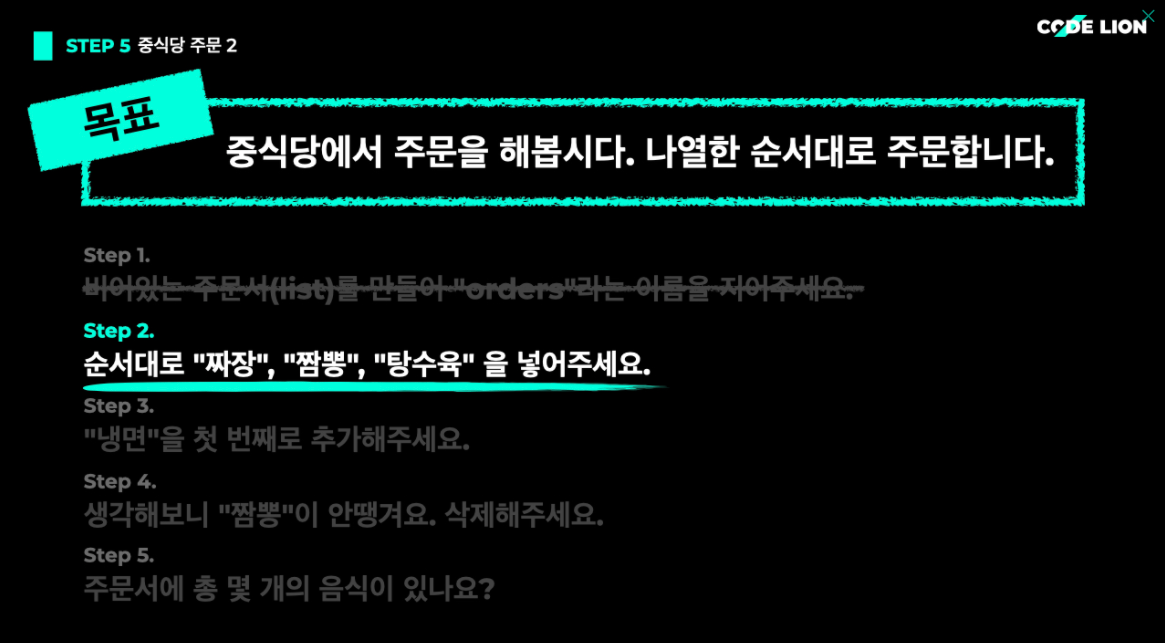 CODE LION
STEP 5 중식당 주문 2
목표
중식당에서 주문을 해봅시다. 나열한 순서대로 주문합니다.
Step 1.
비어있는 주문서(list)를 만들어 "orders"라는 이름을 지어주세요.
Step 2.
순서대로 "짜장", "짬뽕", "탕수육" 을 넣어주세요.
Step 3.
"냉면"을 첫 번째로 추가해주세요.
Step 4.
생각해보니 "짬뽕"이 안땡겨요. 삭제해주세요.
Step 5.
주문서에 총 몇 개의 음식이 있나요?